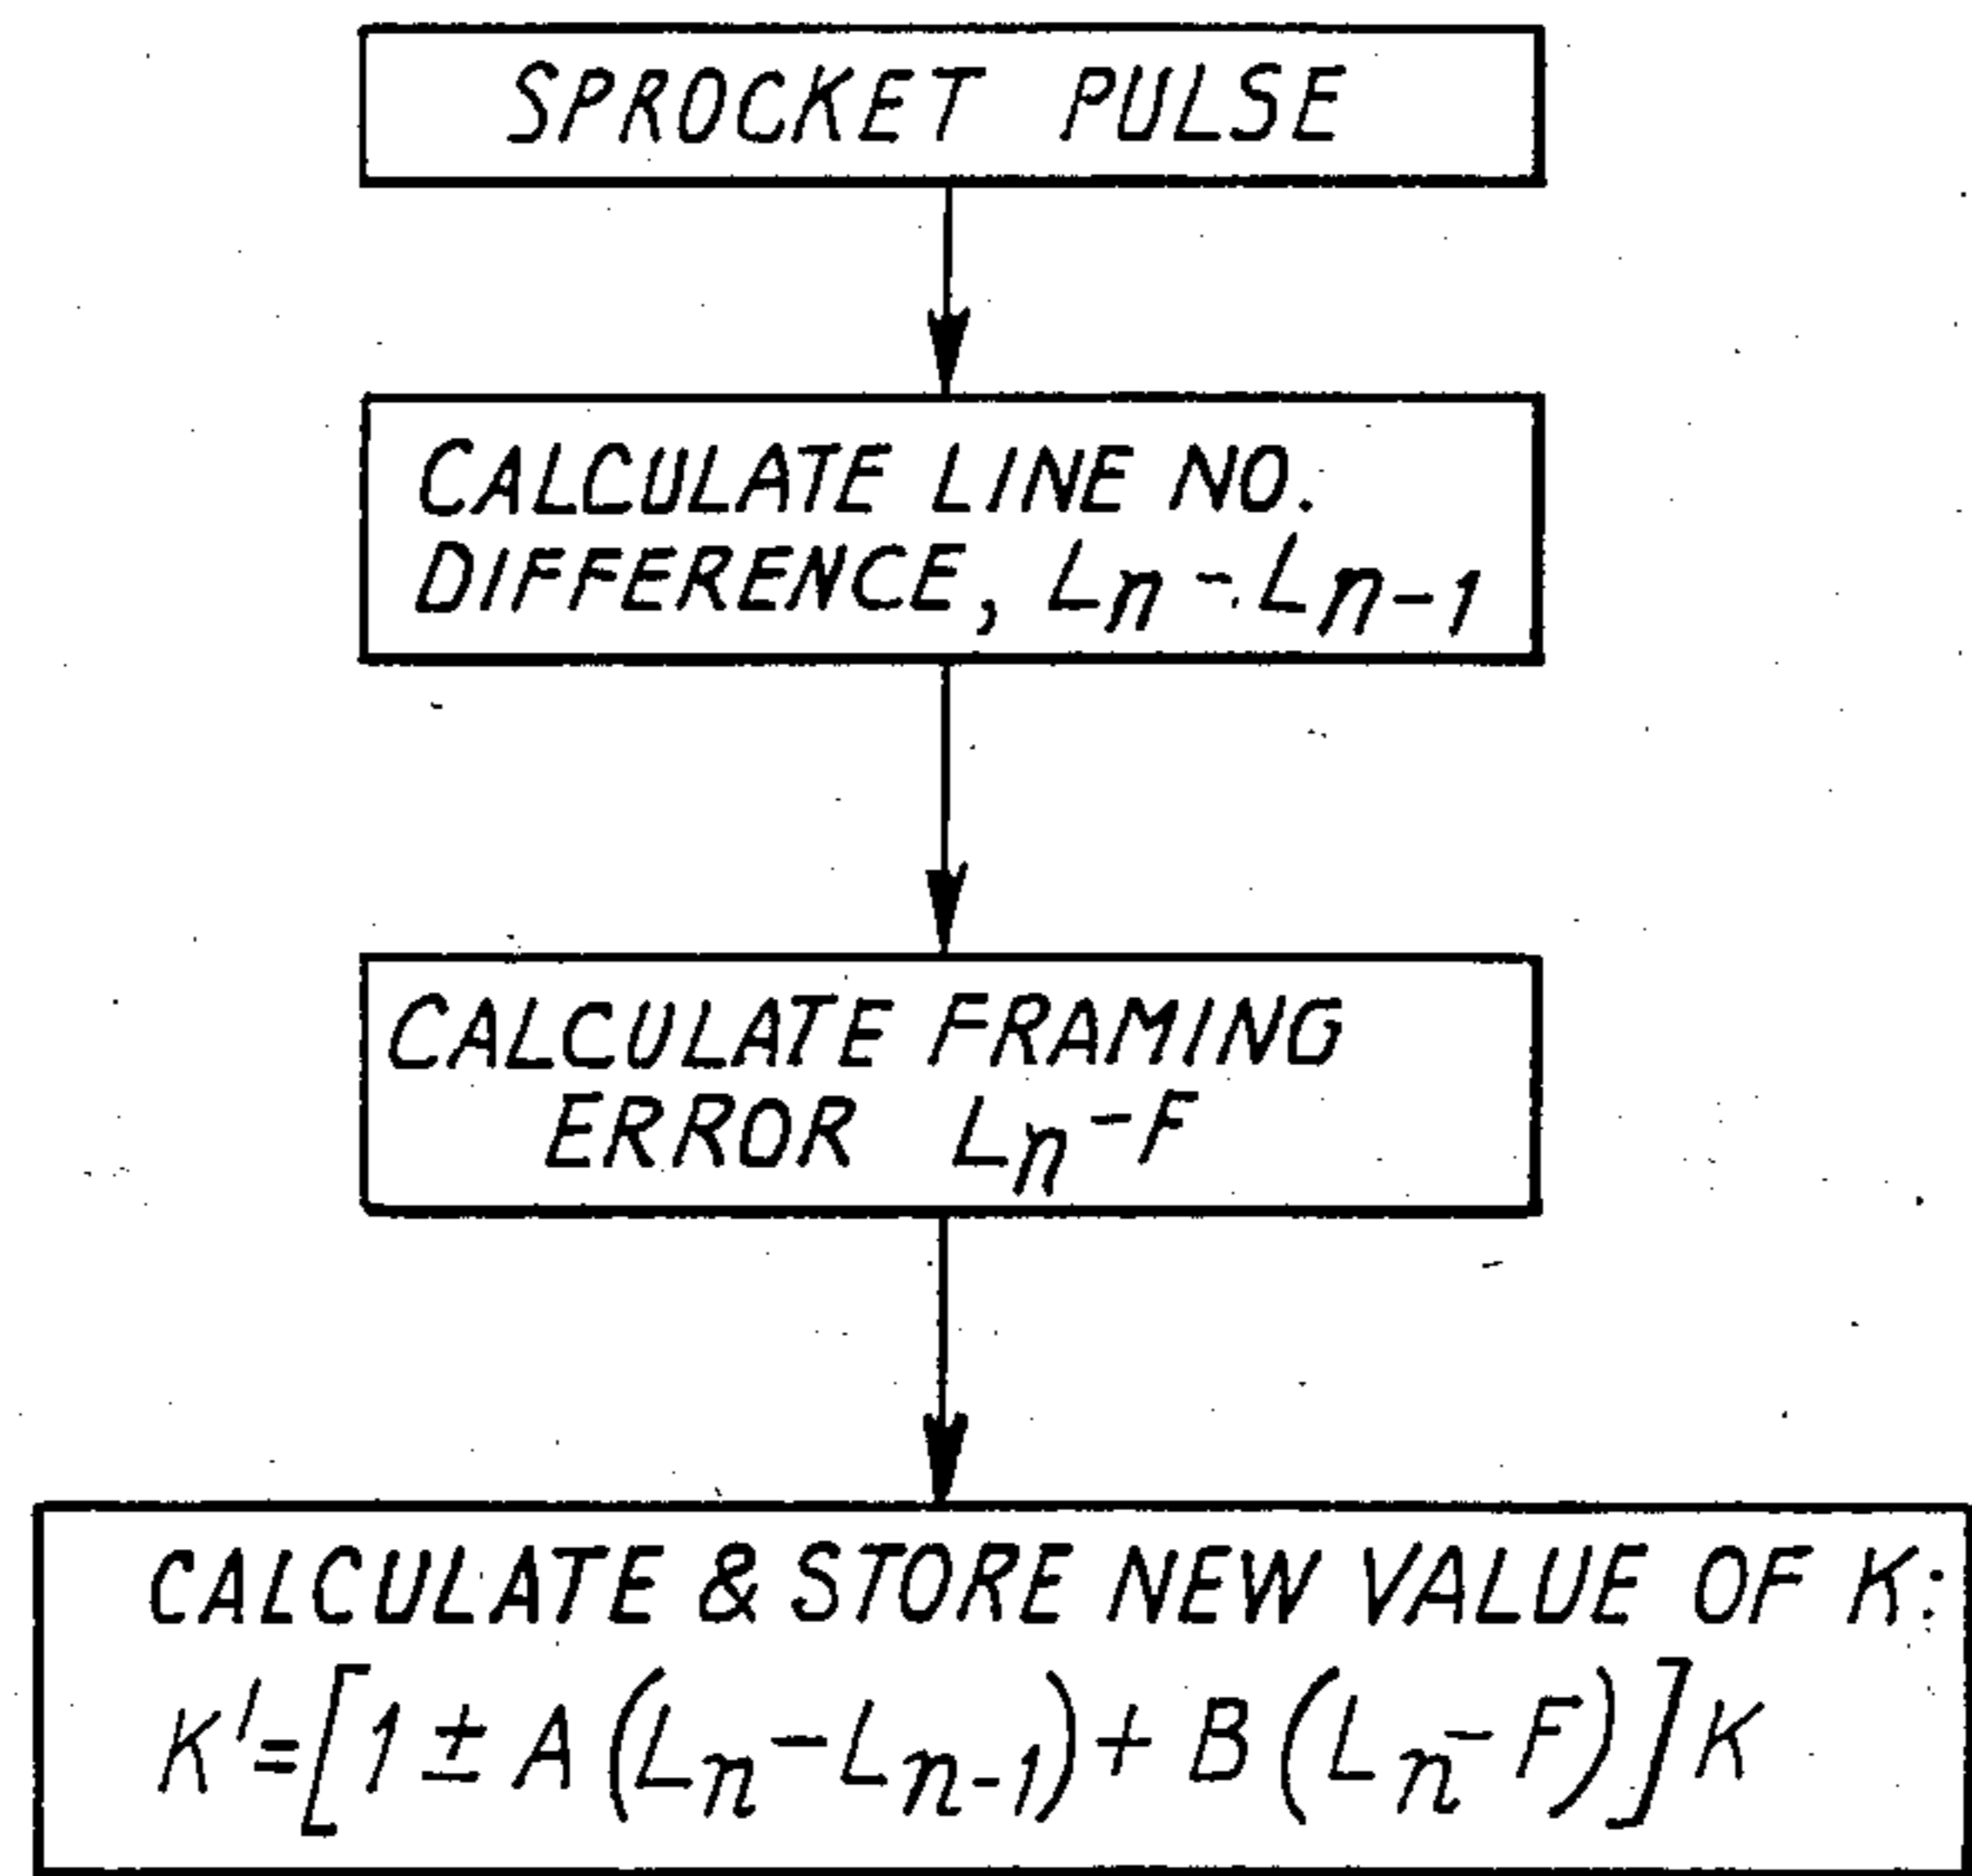 SPROCKET PULSE
CALCULATE LINE NO.
DIFFERENCE, Ln - Ln-1
CALCULATE FRAMING
ERROR Ln - F
CALCULATE & STORE NEW VALUE OF K:
K' = [1 ± A(Ln - Ln-1) + B(Ln - F)] K